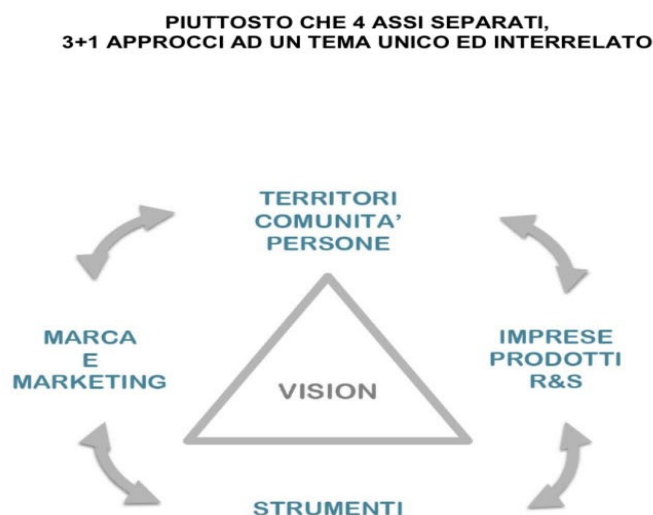 PIUTTOSTO CHE 4 ASSI SEPARATI,
3+1 APPROCCI AD UN TEMA UNICO ED INTERRELATO
TERRITORI
COMUNITA'
PERSONE
MARCA
E
MARKETING
IMPRESE
PRODOTTI
R&S
VISION
STRUMENTI